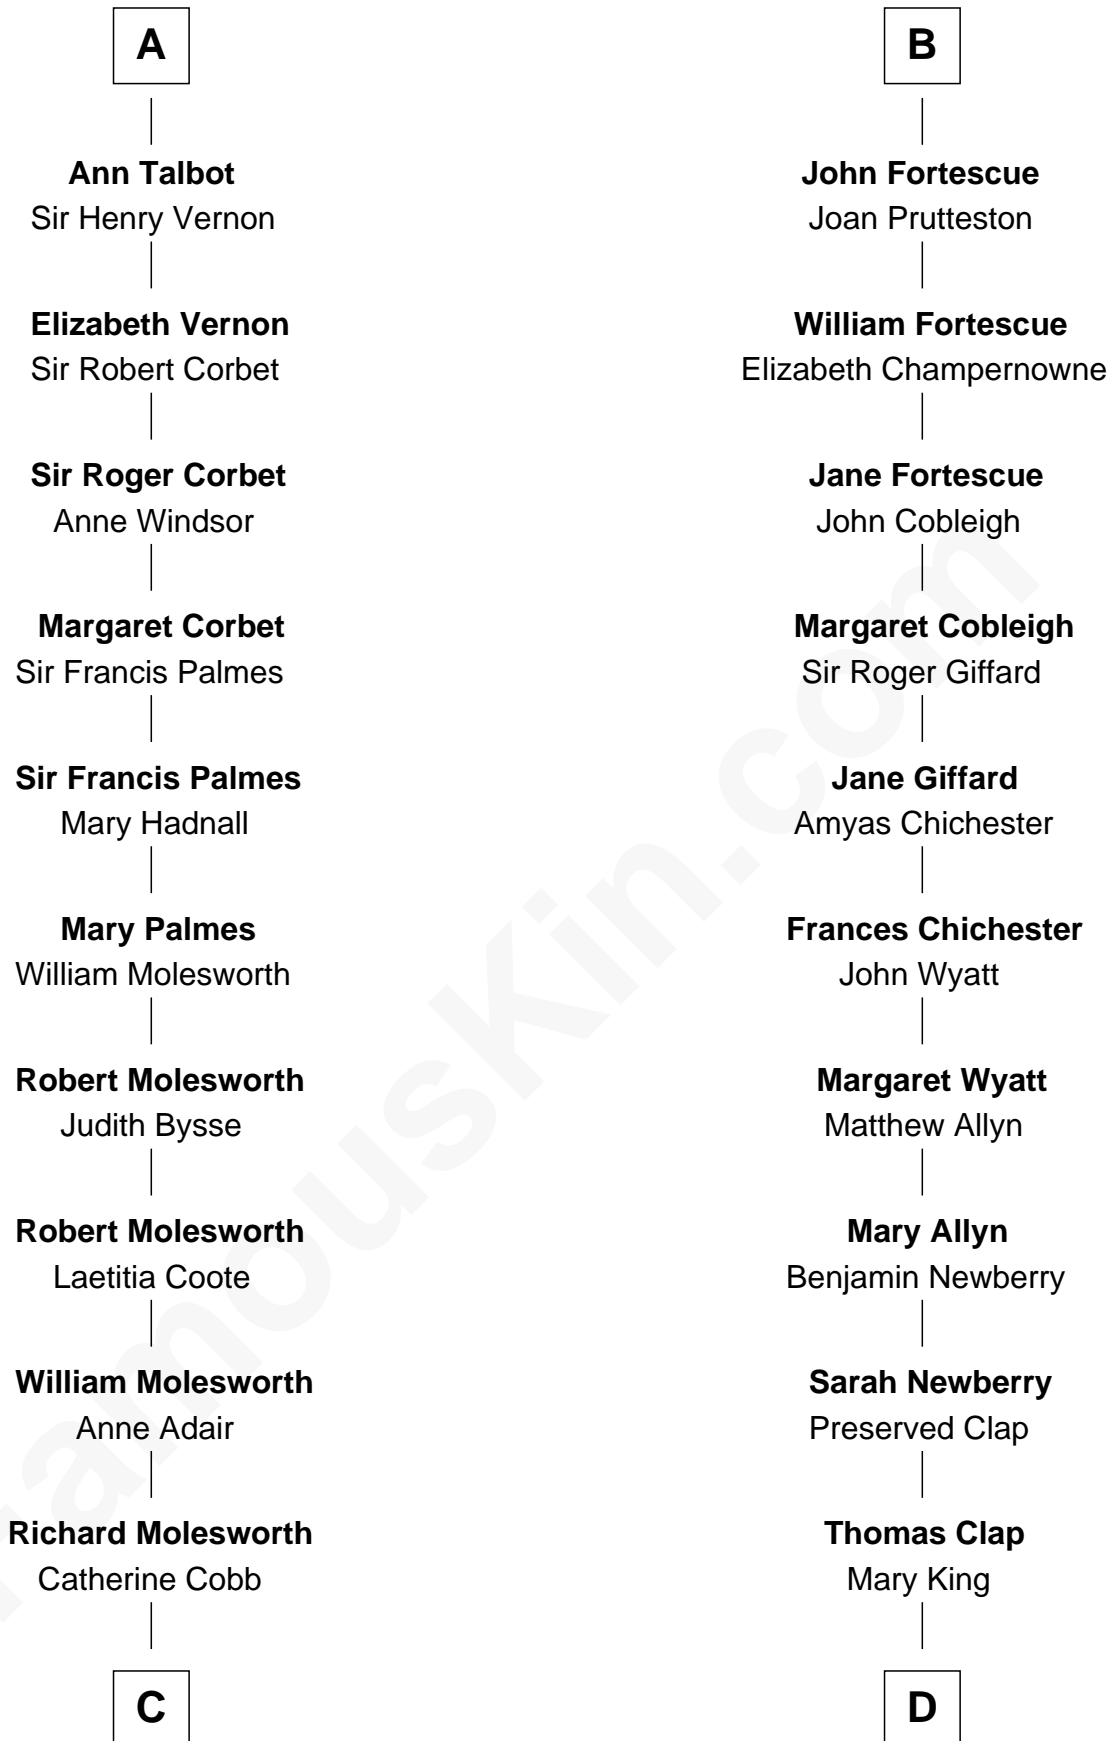 A
Ann Talbot
Sir Henry Vernon
Elizabeth Vernon
Sir Robert Corbet
Sir Roger Corbet
Anne Windsor
Margaret Corbet
Sir Francis Palmes
Sir Francis Palmes
Mary Hadnall
Mary Palmes
William Molesworth
Robert Molesworth
Judith Bysse
Robert Molesworth
Laetitia Coote
William Molesworth
Anne Adair
Richard Molesworth
Catherine Cobb
C
B
John Fortescue
Joan Prutteston
William Fortescue
Elizabeth Champernowne
Jane Fortescue
John Cobleigh
Margaret Cobleigh
Sir Roger Giffard
Jane Giffard
Amyas Chichester
Frances Chichester
John Wyatt
Margaret Wyatt
Matthew Allyn
Mary Allyn
Benjamin Newberry
Sarah Newberry
Preserved Clap
Thomas Clap
Mary King
D
FamousKin.com